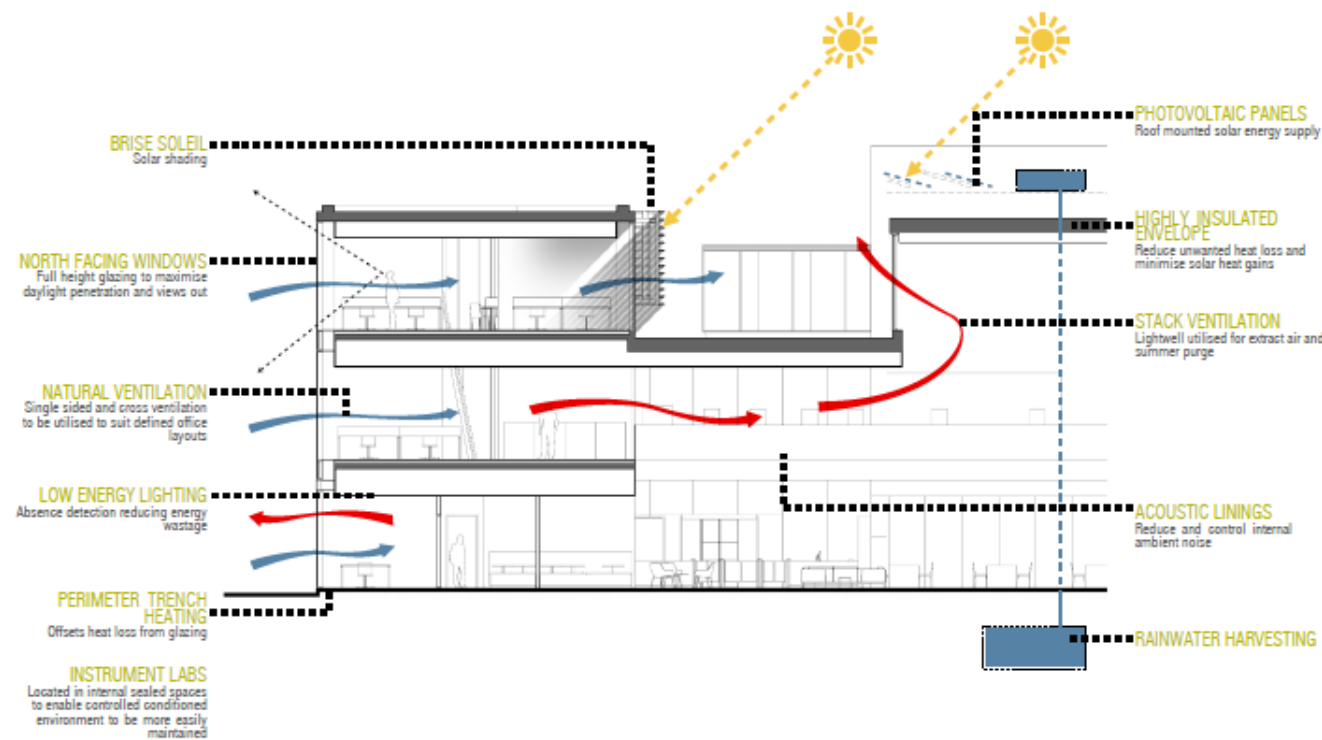 BRISE SOLEIL
Solar shading
NORTH FACING WINDOWS
Full height glazing to maximise
daylight penetration and views out
NATURAL VENTILATION
Single sided and cross ventilation
to be utilised to suit defined office
layouts
LOW ENERGY LIGHTING
Absence detection reducing energy
wastage
PERIMETER TRENCH
HEATING
Offsets heat loss from glazing
INSTRUMENT LABS
Located in internal sealed spaces
to enable controlled conditioned
environment to be more easily
maintained
PHOTOVOLTAIC PANELS
Roof mounted solar energy supply
HIGHLY INSULATED
ENVELOPE
Reduce unwanted heat loss and
minimise solar heat gains
STACK VENTILATION
Lightwell utilised for extract air and
summer purge
ACOUSTIC LININGS
Reduce and control internal
ambient noise
RAINWATER HARVESTING